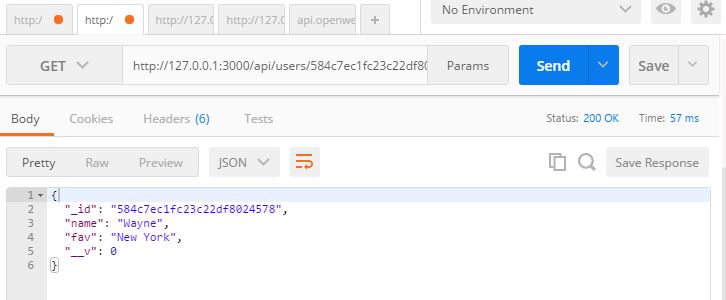 http:/ http:/ http://127.0 http://127. api.openwe + No Environment
GET http://127.0.0.1:3000/api/users/584c7ec1fc23c22df80 Params Send Save
Body Cookies Headers (6) Tests Status: 200 OK Time: 57 ms
Pretty Raw Preview JSON Save Response
1 {
2 "_id": "584c7ec1fc23c22df8024578",
3 "name": "Wayne",
4 "fav": "New York",
5 "__v": 0
6 }